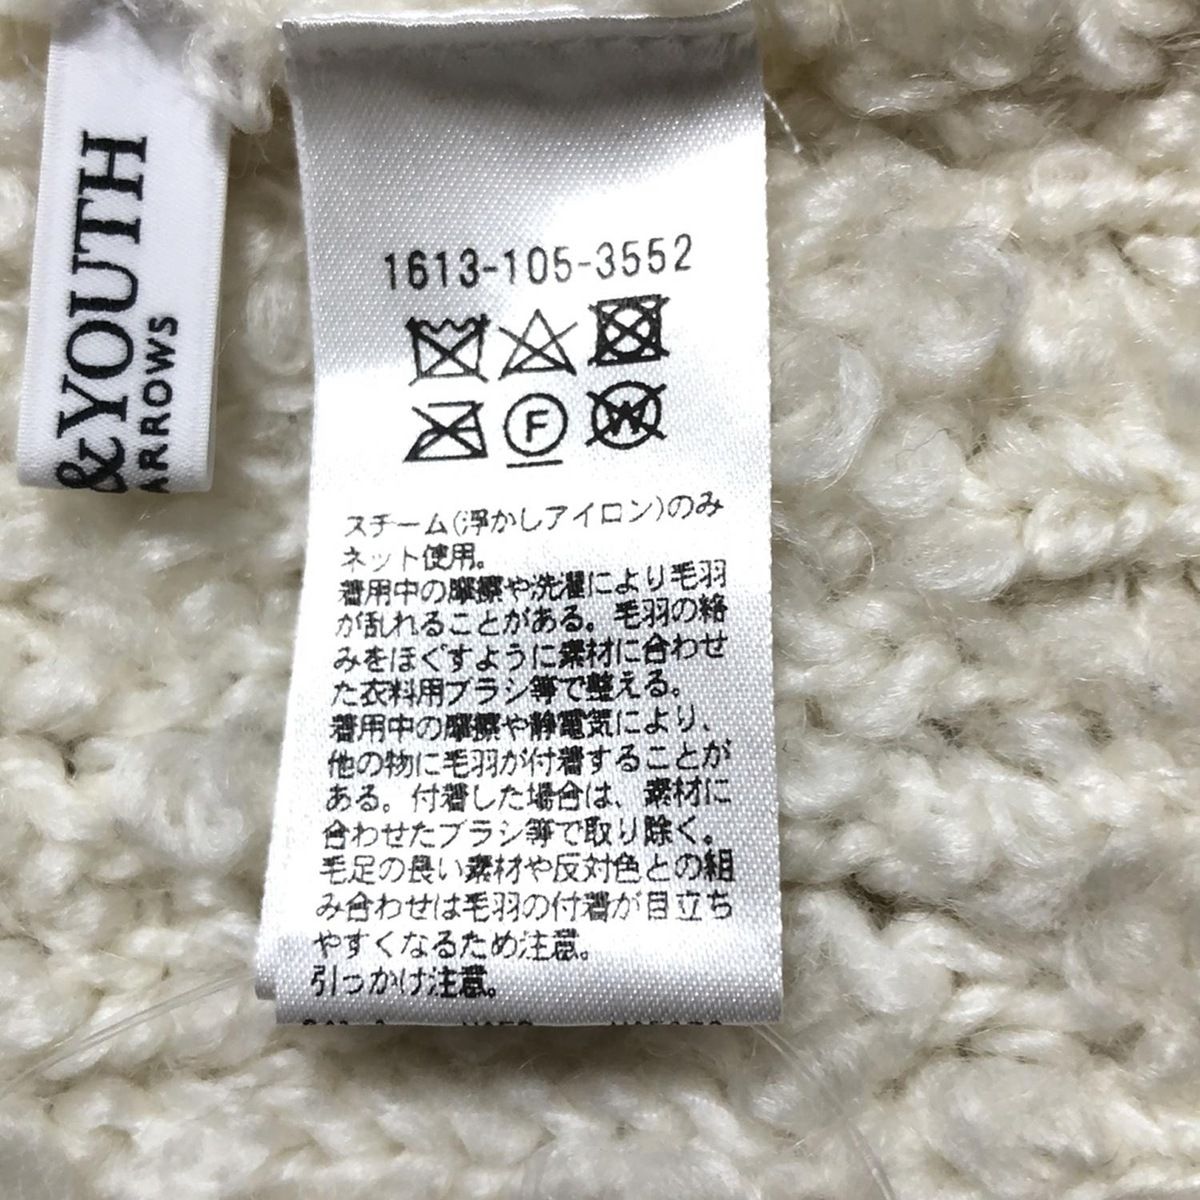 &YOUTH
ARROWS
1613-105-3552
F
W
スチーム(浮かしアイロン)のみ
ネット使用。
着用中の摩擦や洗濯により毛羽
が乱れることがある。毛羽の絡
みをほぐすように素材に合わせ
た衣料用ブラシ等で整える。
着用中の摩擦や静電気により、
他の物に毛羽が付着することが
ある。付着した場合は、素材に
合わせたブラシ等で取り除く。
毛足の長い素材や反対色との組
み合わせは毛羽の付着が目立ち
やすくなるため注意。
引っかけ注意。